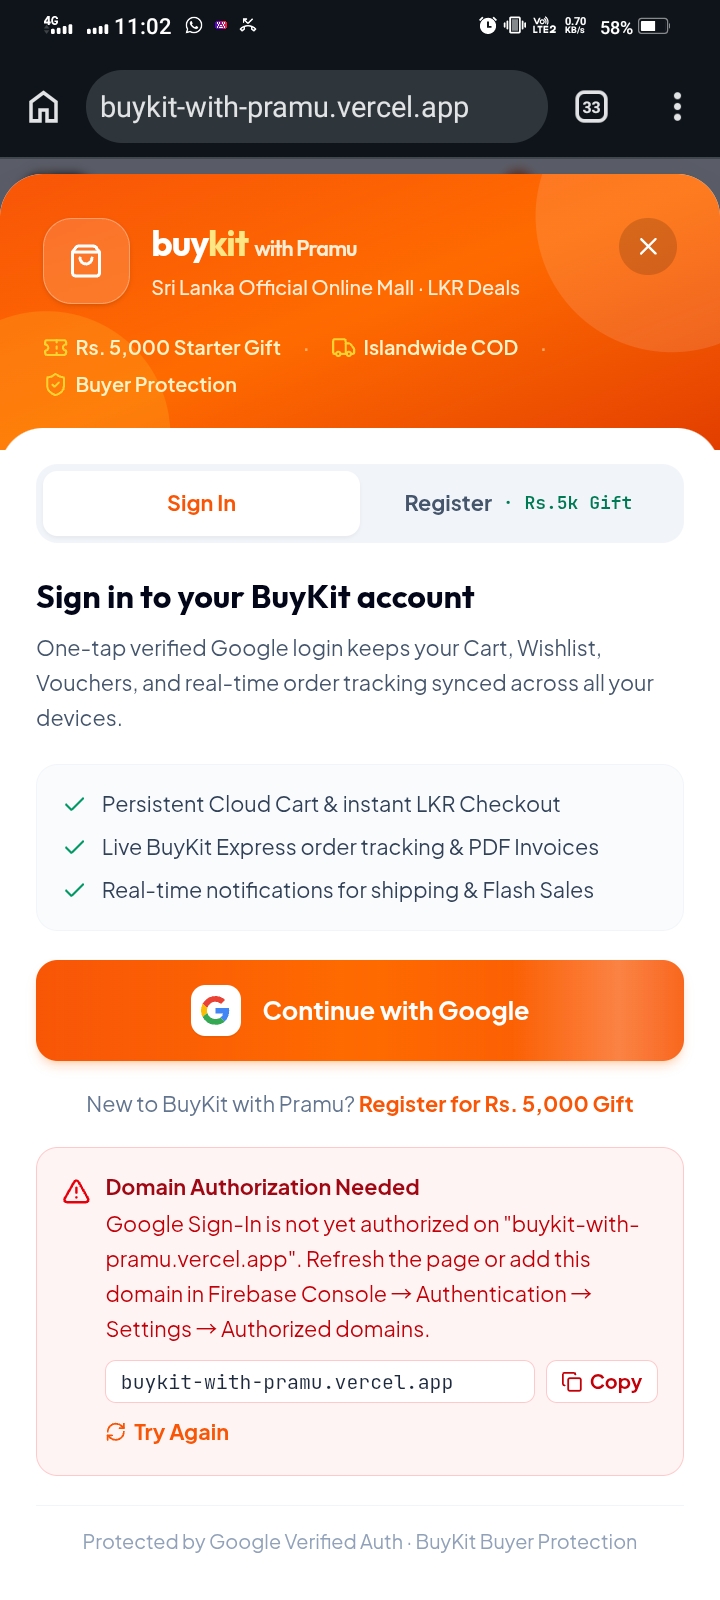 4G 11:02 Vo) LTE2 0.70 KB/s 58%
buykit-with-pramu.vercel.app 33
buykit with Pramu
Sri Lanka Official Online Mall · LKR Deals
Rs. 5,000 Starter Gift · Islandwide COD ·
Buyer Protection
Sign In Register · Rs.5k Gift
Sign in to your BuyKit account
One-tap verified Google login keeps your Cart, Wishlist,
Vouchers, and real-time order tracking synced across all your
devices.
Persistent Cloud Cart & instant LKR Checkout
Live BuyKit Express order tracking & PDF Invoices
Real-time notifications for shipping & Flash Sales
G Continue with Google
New to BuyKit with Pramu? Register for Rs. 5,000 Gift
Domain Authorization Needed
Google Sign-In is not yet authorized on "buykit-with-
pramu.vercel.app". Refresh the page or add this
domain in Firebase Console → Authentication →
Settings → Authorized domains.
buykit-with-pramu.vercel.app Copy
Try Again
Protected by Google Verified Auth · BuyKit Buyer Protection